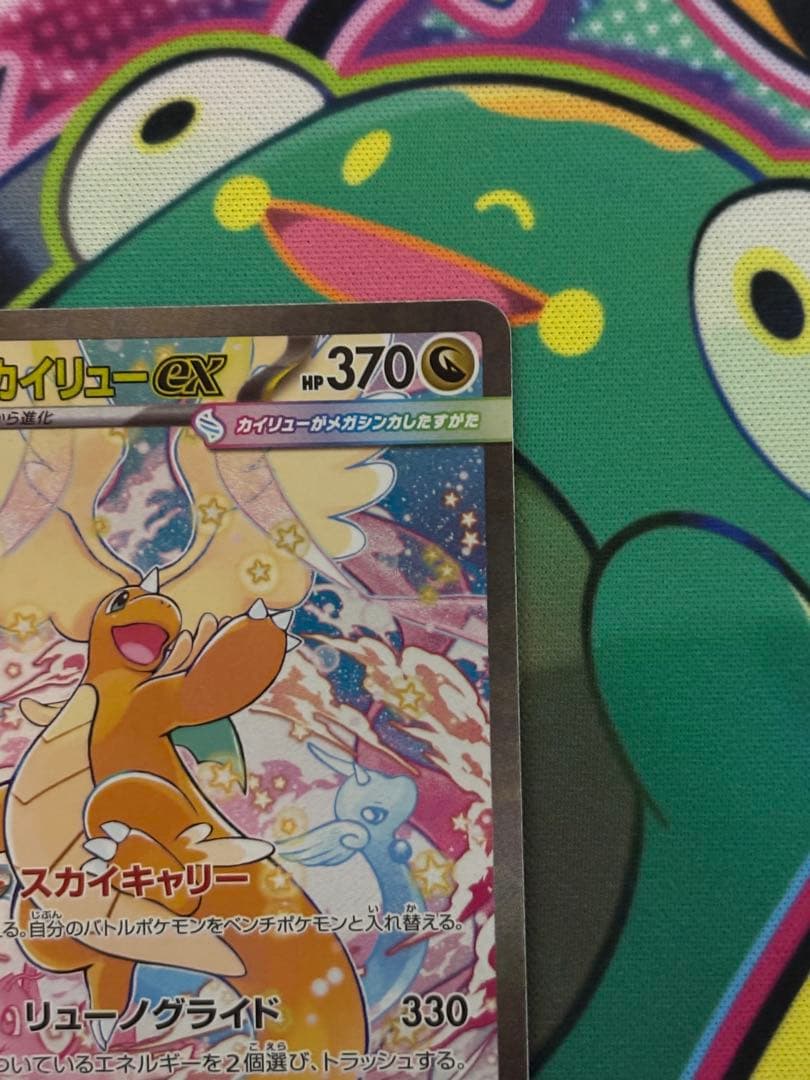 カイリューex HP370
から進化
カイリューがメガシンカしたすがた
スカイキャリー
る。自分のバトルポケモンをベンチポケモンと入れ替える。
リューノグライド 330
ついているエネルギーを2個選び、トラッシュする。